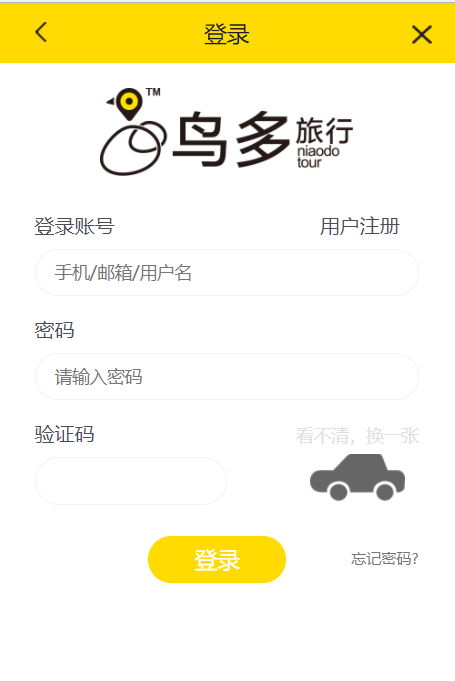 登录
TM
鸟多旅行
niaodo
tour
登录账号 用户注册
手机/邮箱/用户名
密码
请输入密码
验证码 看不清，换一张
登录 忘记密码?